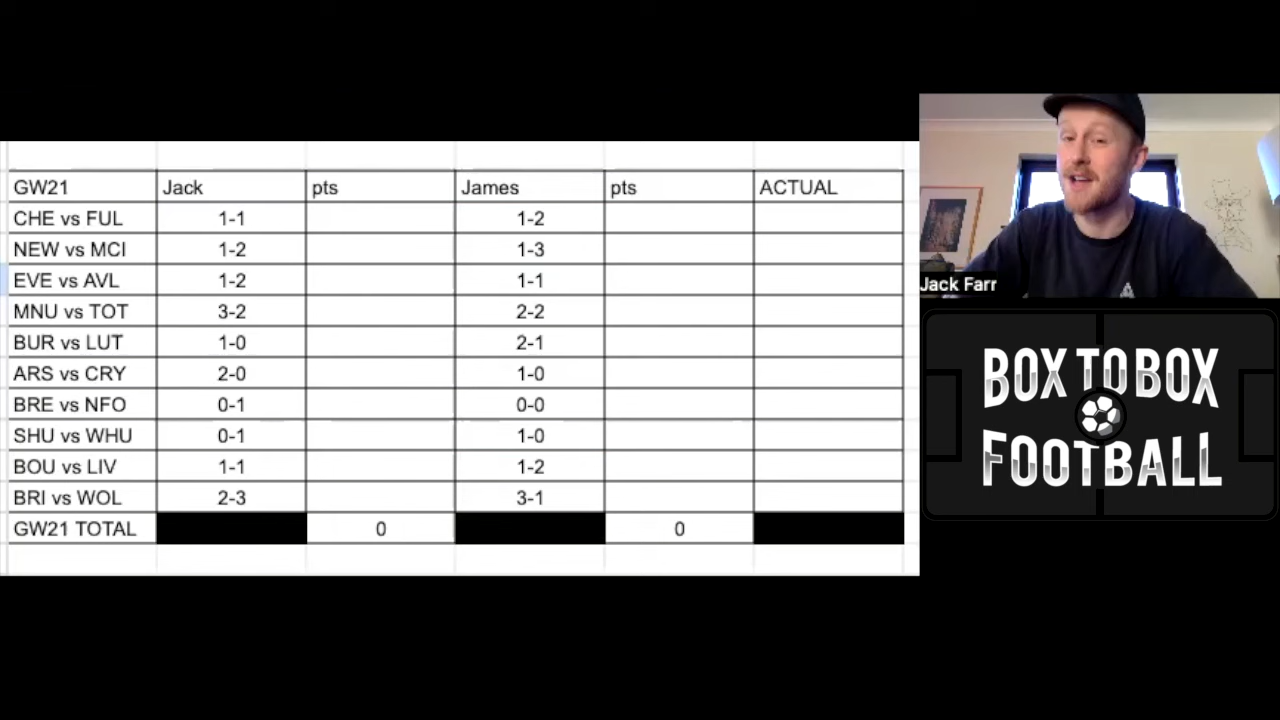 GW21 Jack pts James pts ACTUAL
CHE vs FUL 1-1 1-2
NEW vs MCI 1-2 1-3
EVE vs AVL 1-2 1-1
MNU vs TOT 3-2 2-2
BUR vs LUT 1-0 2-1
ARS vs CRY 2-0 1-0
BRE vs NFO 0-1 0-0
SHU vs WHU 0-1 1-0
BOU vs LIV 1-1 1-2
BRI vs WOL 2-3 3-1
GW21 TOTAL 0 0
Jack Farr
BOX TO BOX
FOOTBALL